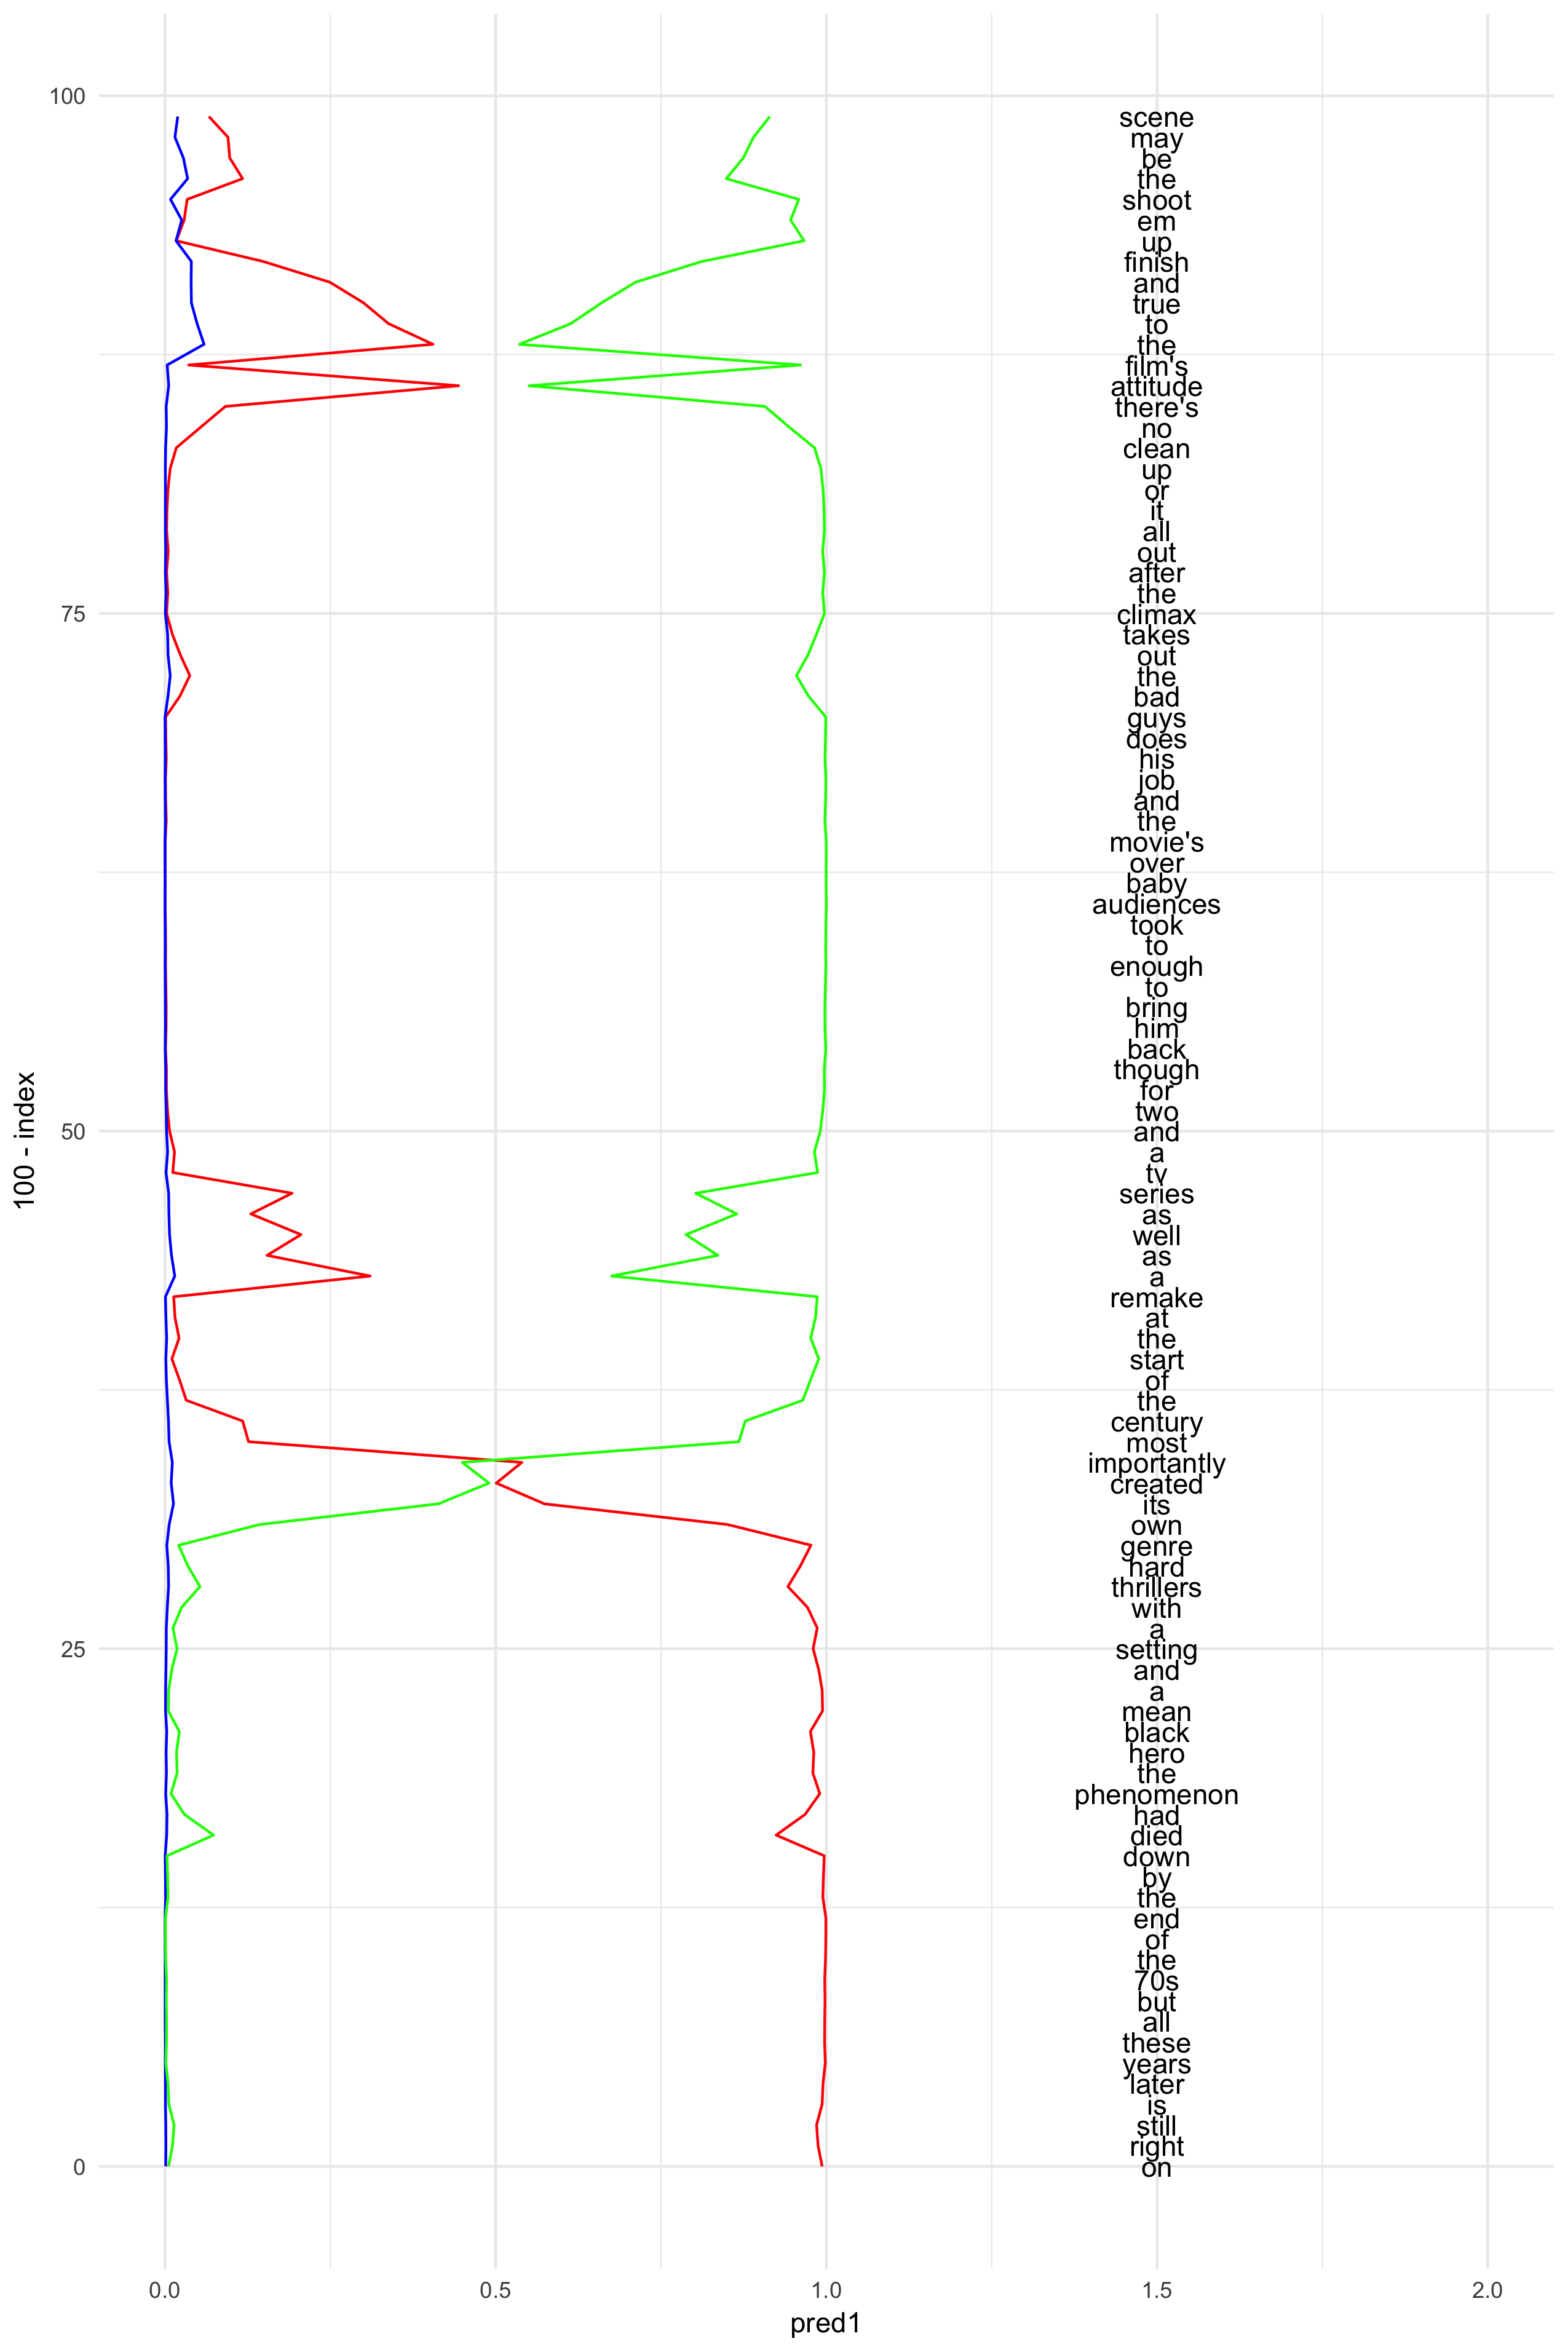 100
scene
may
be
the
shoot
em
up
finish
and
true
to
the
film's
attitude
there's
no
clean
up
or
it
all
out
after
the
75
climax
takes
out
the
bad
guys
does
his
job
and
the
movie's
over
baby
audiences
took
to
enough
to
bring
him
back
though
for
two
50
and
a
tv
series
as
well
as
a
remake
at
the
start
of
the
century
most
importantly
created
its
own
genre
hard
thrillers
with
a
25
setting
and
a
mean
black
hero
the
phenomenon
had
died
down
by
the
end
of
the
70s
but
all
these
years
later
is
still
right
0
on
100 - index
0.0 0.5 1.0 1.5 2.0
pred1